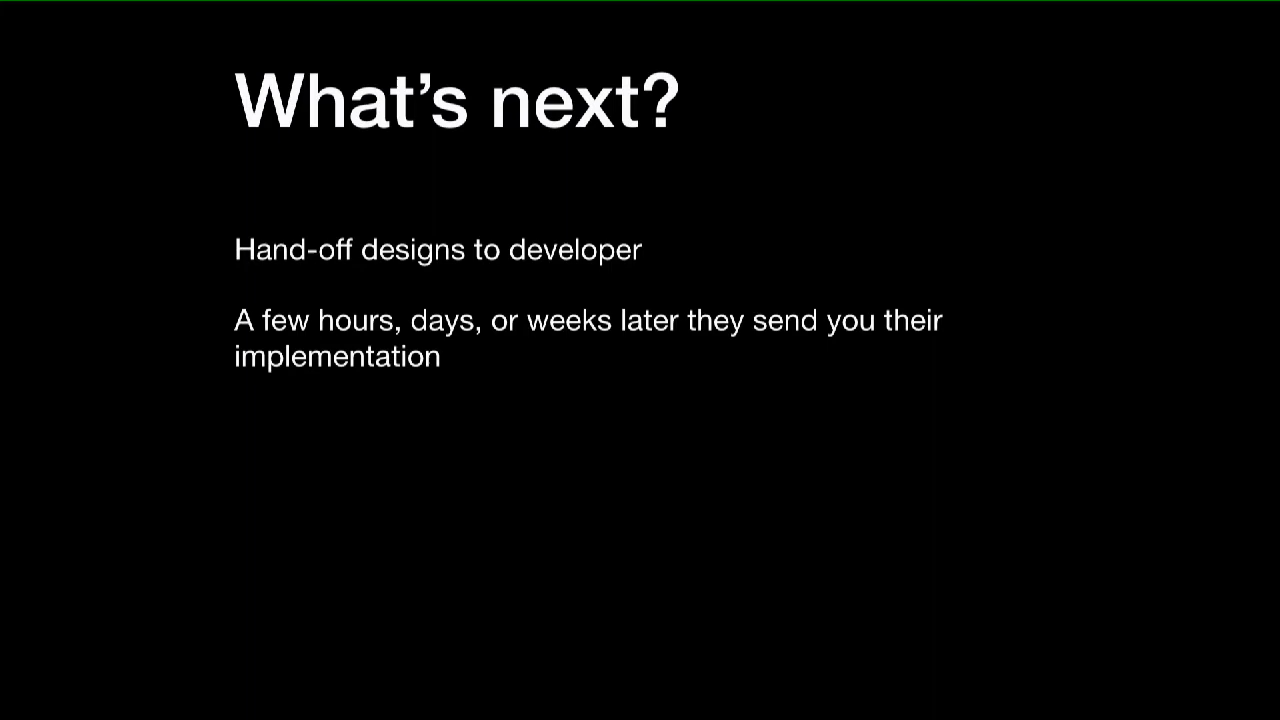 What’s next?
Hand-off designs to developer
A few hours, days, or weeks later they send you their
implementation